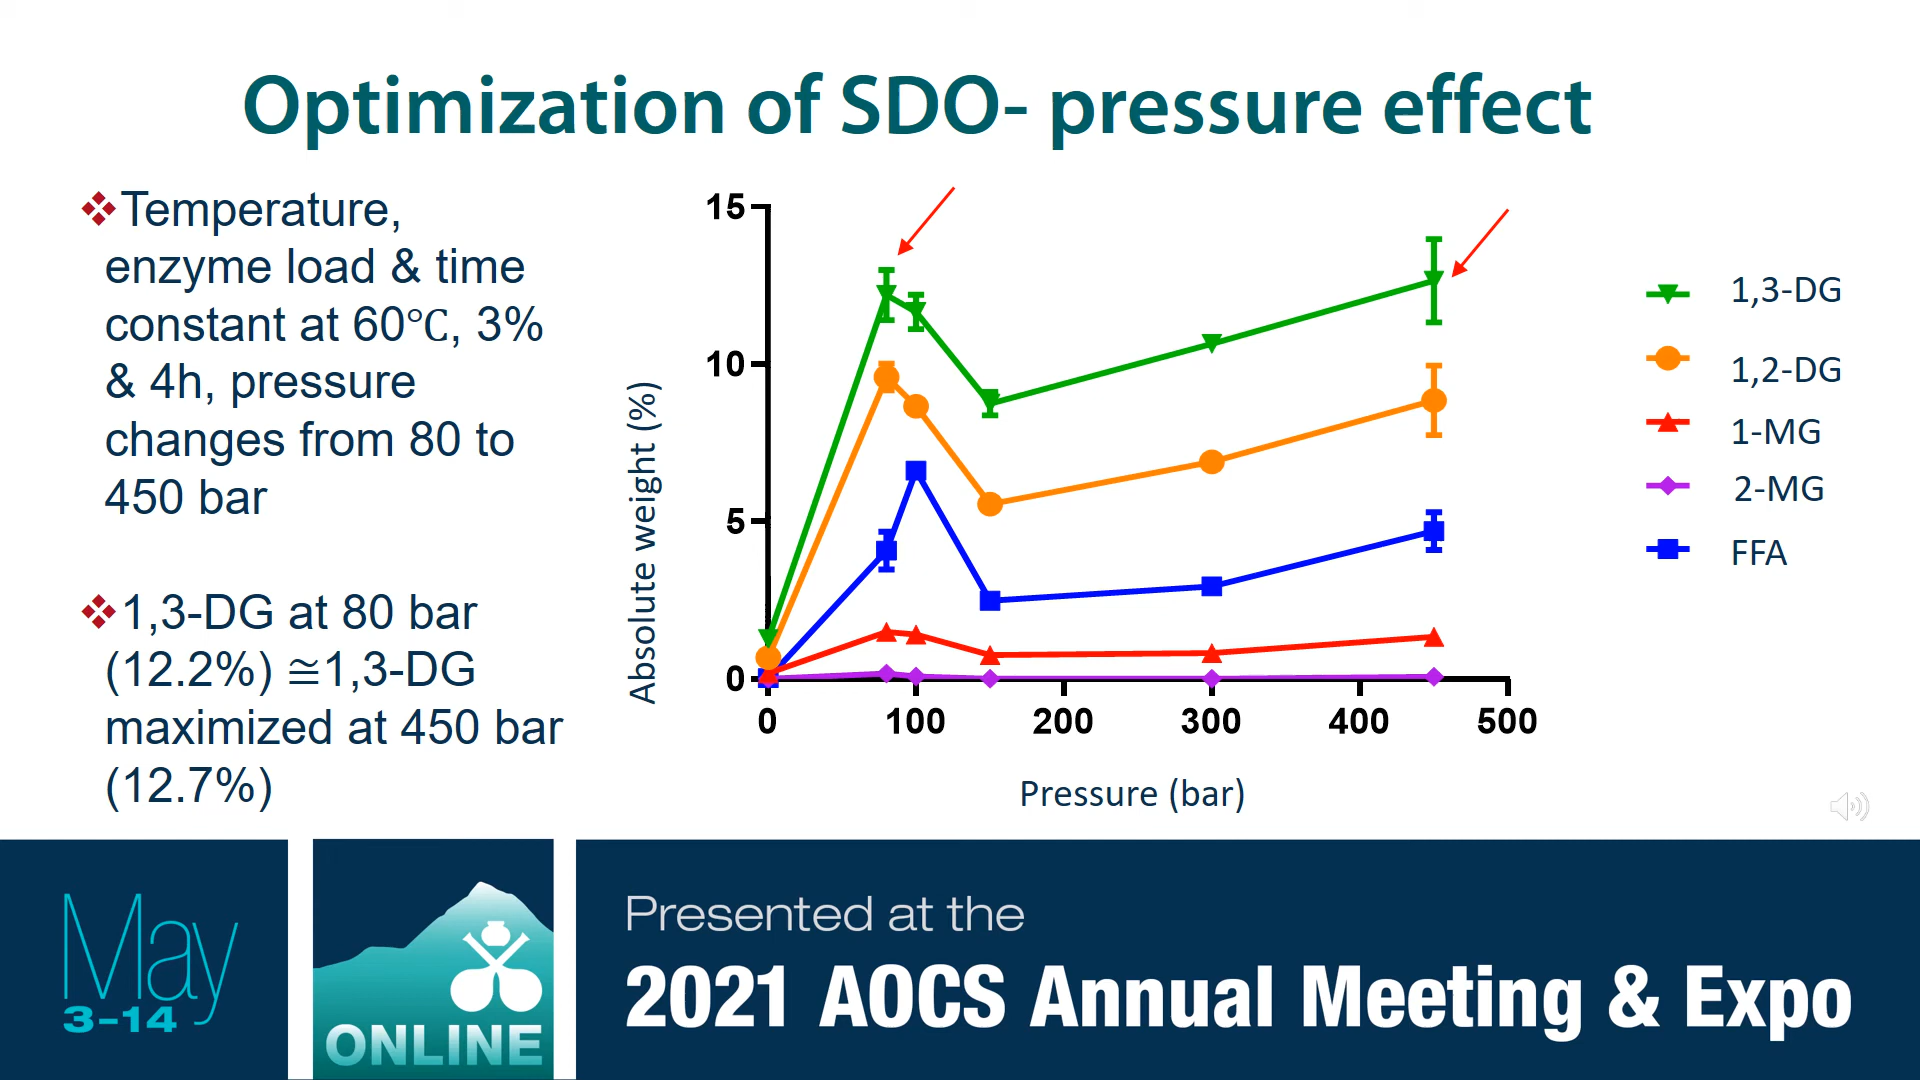 Optimization of SDO- pressure effect
❖Temperature,
enzyme load & time
constant at 60℃, 3%
& 4h, pressure
changes from 80 to
450 bar
❖1,3-DG at 80 bar
(12.2%) ≅1,3-DG
maximized at 450 bar
(12.7%)
Absolute weight (%)
15
10
5
0
0 100 200 300 400 500
Pressure (bar)
1,3-DG
1,2-DG
1-MG
2-MG
FFA
May
3-14
ONLINE
Presented at the
2021 AOCS Annual Meeting & Expo